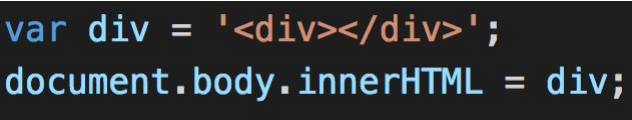 var div = '<div></div>';
document.body.innerHTML = div;